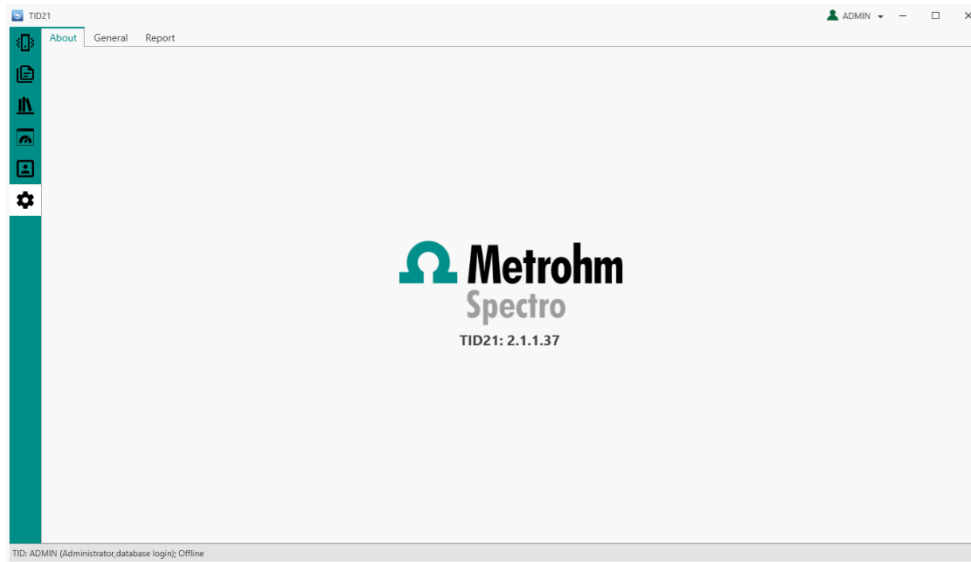 TID21
ADMIN
About General Report
Metrohm
Spectro
TID21: 2.1.1.37
TID: ADMIN (Administrator,database login); Offline